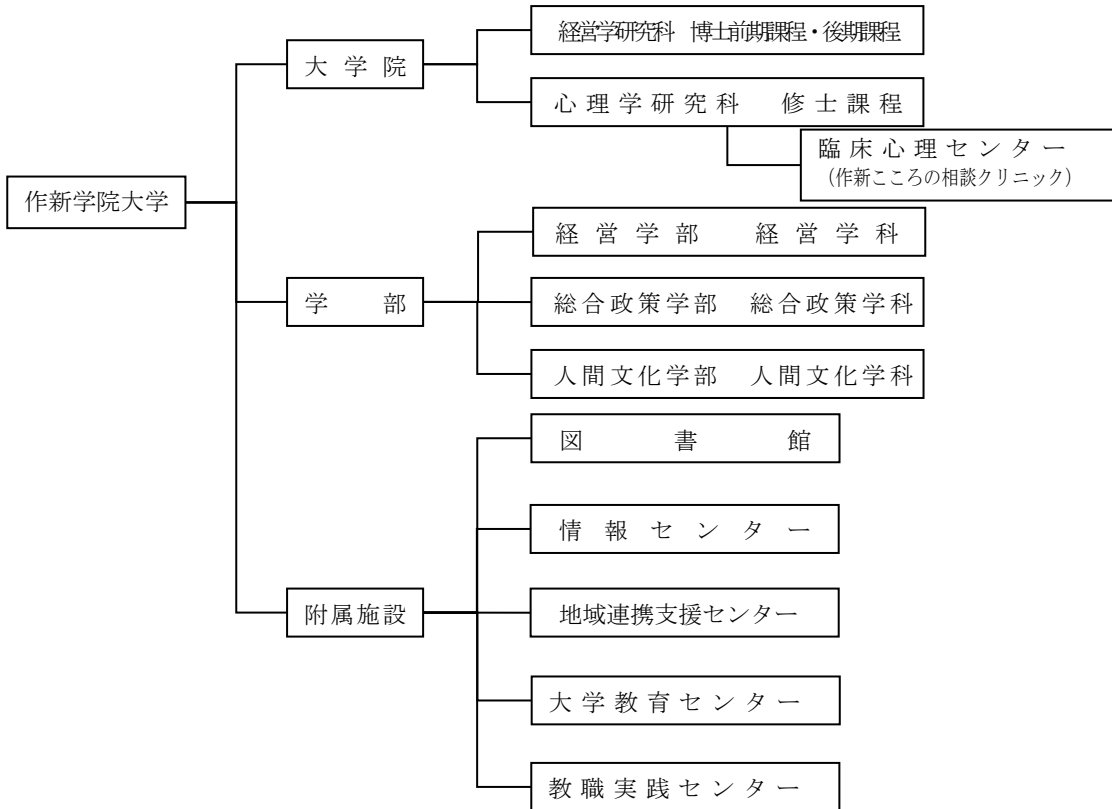 作新学院大学
大学院
経営学研究科 博士前期課程・後期課程
心理学研究科 修士課程
臨床心理センター
(作新こころの相談クリニック)
学部
経営学部 経営学科
総合政策学部 総合政策学科
人間文化学部 人間文化学科
附属施設
図書館
情報センター
地域連携支援センター
大学教育センター
教職実践センター